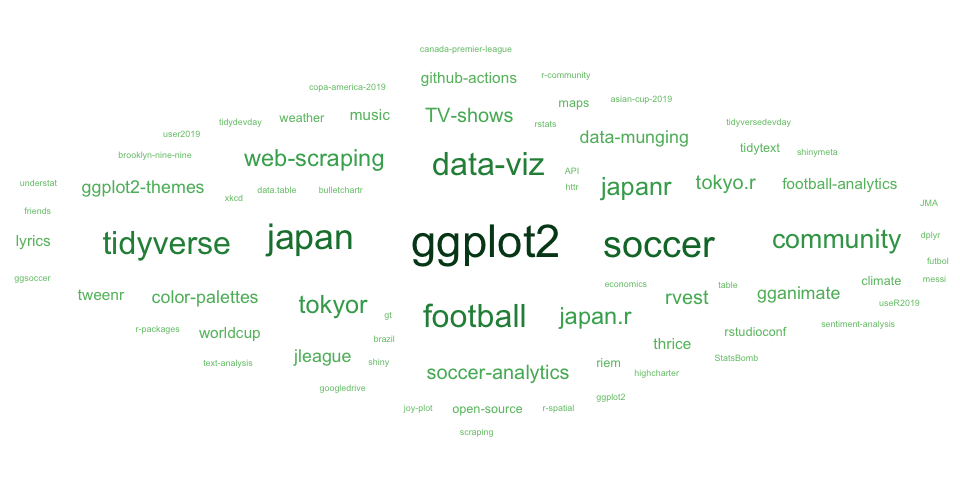 canada-premier-league
github-actions
r-community
copa-america-2019
asian-cup-2019
maps
TV-shows
music
weather
tidydevday
rstats
tidyversedevday
user2019
data-munging
tidytext
shinymeta
brooklyn-nine-nine
web-scraping
data-viz
API
understat
ggplot2-themes
xkcd
data.table
bulletchartr
httr
japanr
tokyo.r
football-analytics
friends
JMA
lyrics
tidyverse
japan
ggplot2
soccer
community
dplyr
futbol
ggsoccer
messi
economics
table
climate
tweenr
color-palettes
tokyor
rvest
gganimate
useR2019
gt
football
japan.r
r-packages
worldcup
brazil
thrice
rstudioconf
sentiment-analysis
text-analysis
jleague
shiny
riem
StatsBomb
soccer-analytics
highcharter
googledrive
ggplot2
joy-plot
open-source
r-spatial
scraping